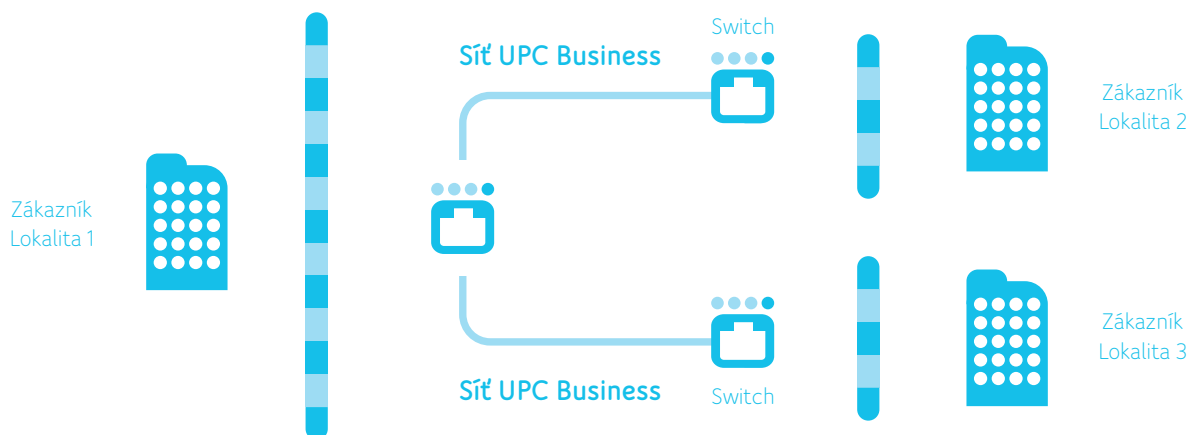 Switch
Síť UPC Business
Zákazník
Lokalita 2
Zákazník
Lokalita 1
Zákazník
Lokalita 3
Síť UPC Business
Switch